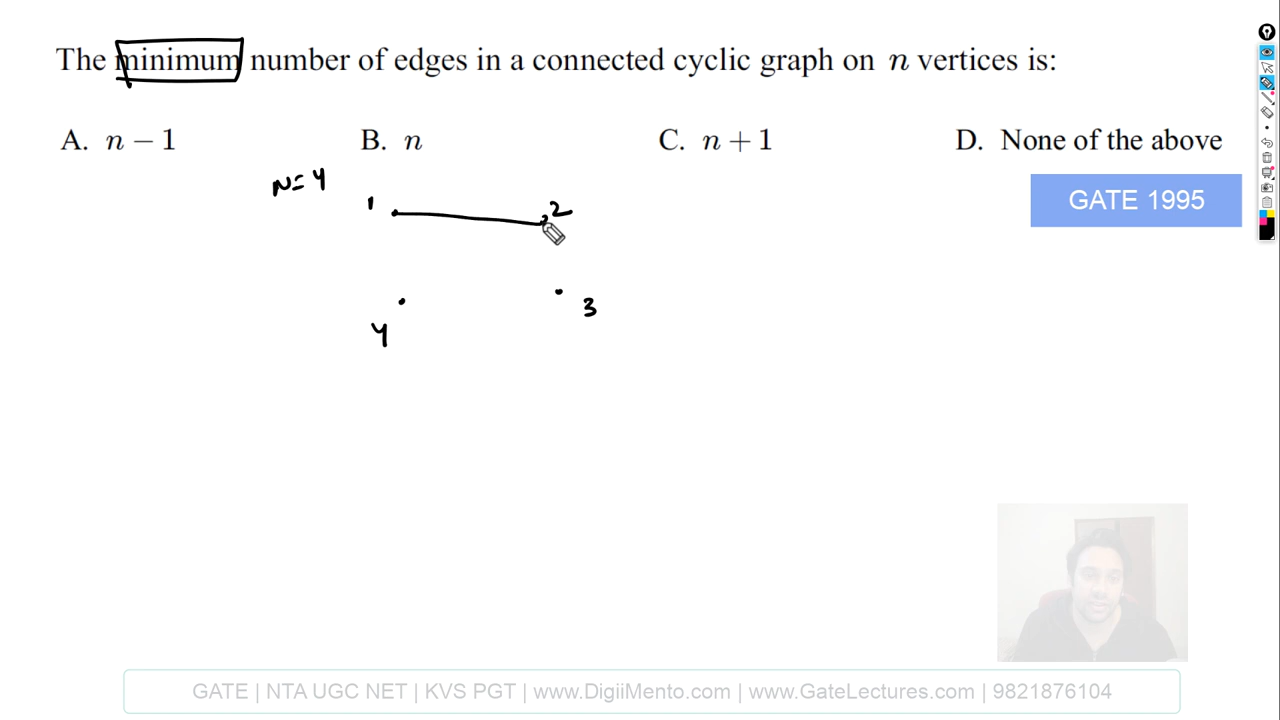 The minimum number of edges in a connected cyclic graph on n vertices is:
A. n − 1 B. n C. n + 1 D. None of the above
GATE 1995
N=4
1 2
4 3
GATE | NTA UGC NET | KVS PGT | www.DigiiMento.com | www.GateLectures.com | 9821876104